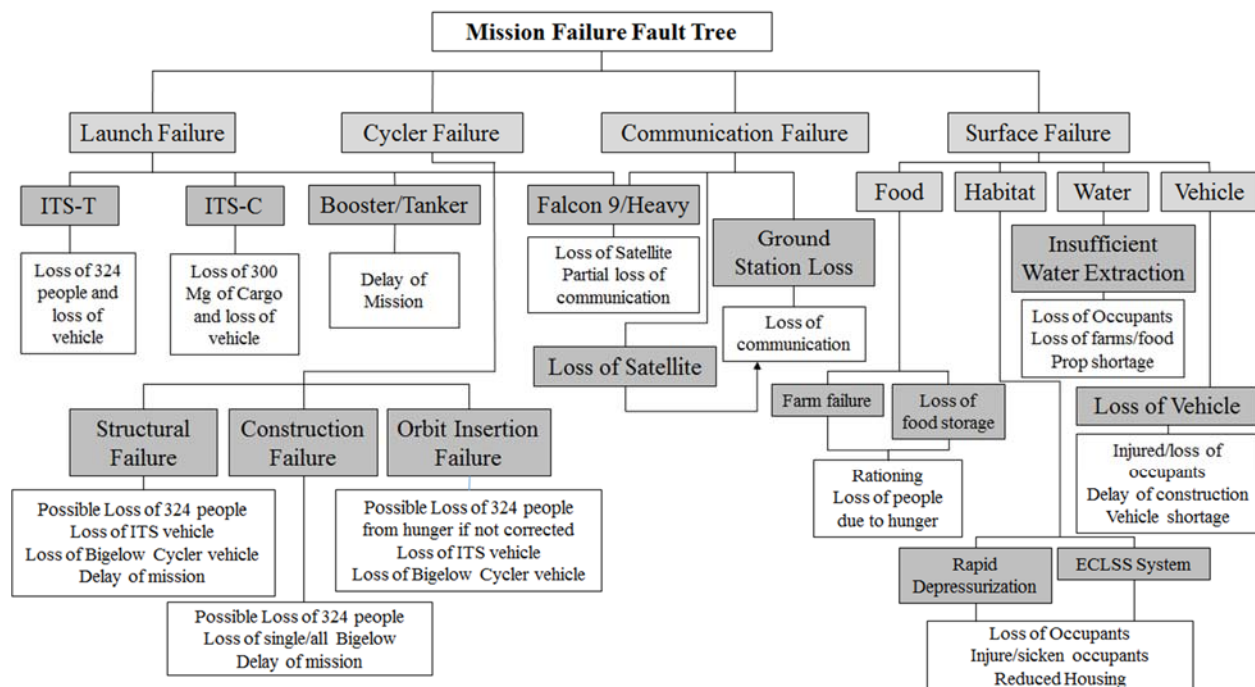 Mission Failure Fault Tree
Launch Failure
Cycler Failure
Communication Failure
Surface Failure
ITS-T
ITS-C
Booster/Tanker
Falcon 9/Heavy
Food
Habitat
Water
Vehicle
Loss of 324
people and
loss of
vehicle
Loss of 300
Mg of Cargo
and loss of
vehicle
Delay of
Mission
Loss of Satellite
Partial loss of
communication
Ground
Station Loss
Insufficient
Water Extraction
Loss of
communication
Loss of Occupants
Loss of farms/food
Prop shortage
Loss of Satellite
Farm failure
Loss of
food storage
Loss of Vehicle
Structural
Failure
Construction
Failure
Orbit Insertion
Failure
Rationing
Loss of people
due to hunger
Injured/loss of
occupants
Delay of construction
Vehicle shortage
Possible Loss of 324 people
Loss of ITS vehicle
Loss of Bigelow Cycler vehicle
Delay of mission
Possible Loss of 324 people
from hunger if not corrected
Loss of ITS vehicle
Loss of Bigelow Cycler vehicle
Rapid
Depressurization
ECLSS System
Possible Loss of 324 people
Loss of single/all Bigelow
Delay of mission
Loss of Occupants
Injure/sicken occupants
Reduced Housing